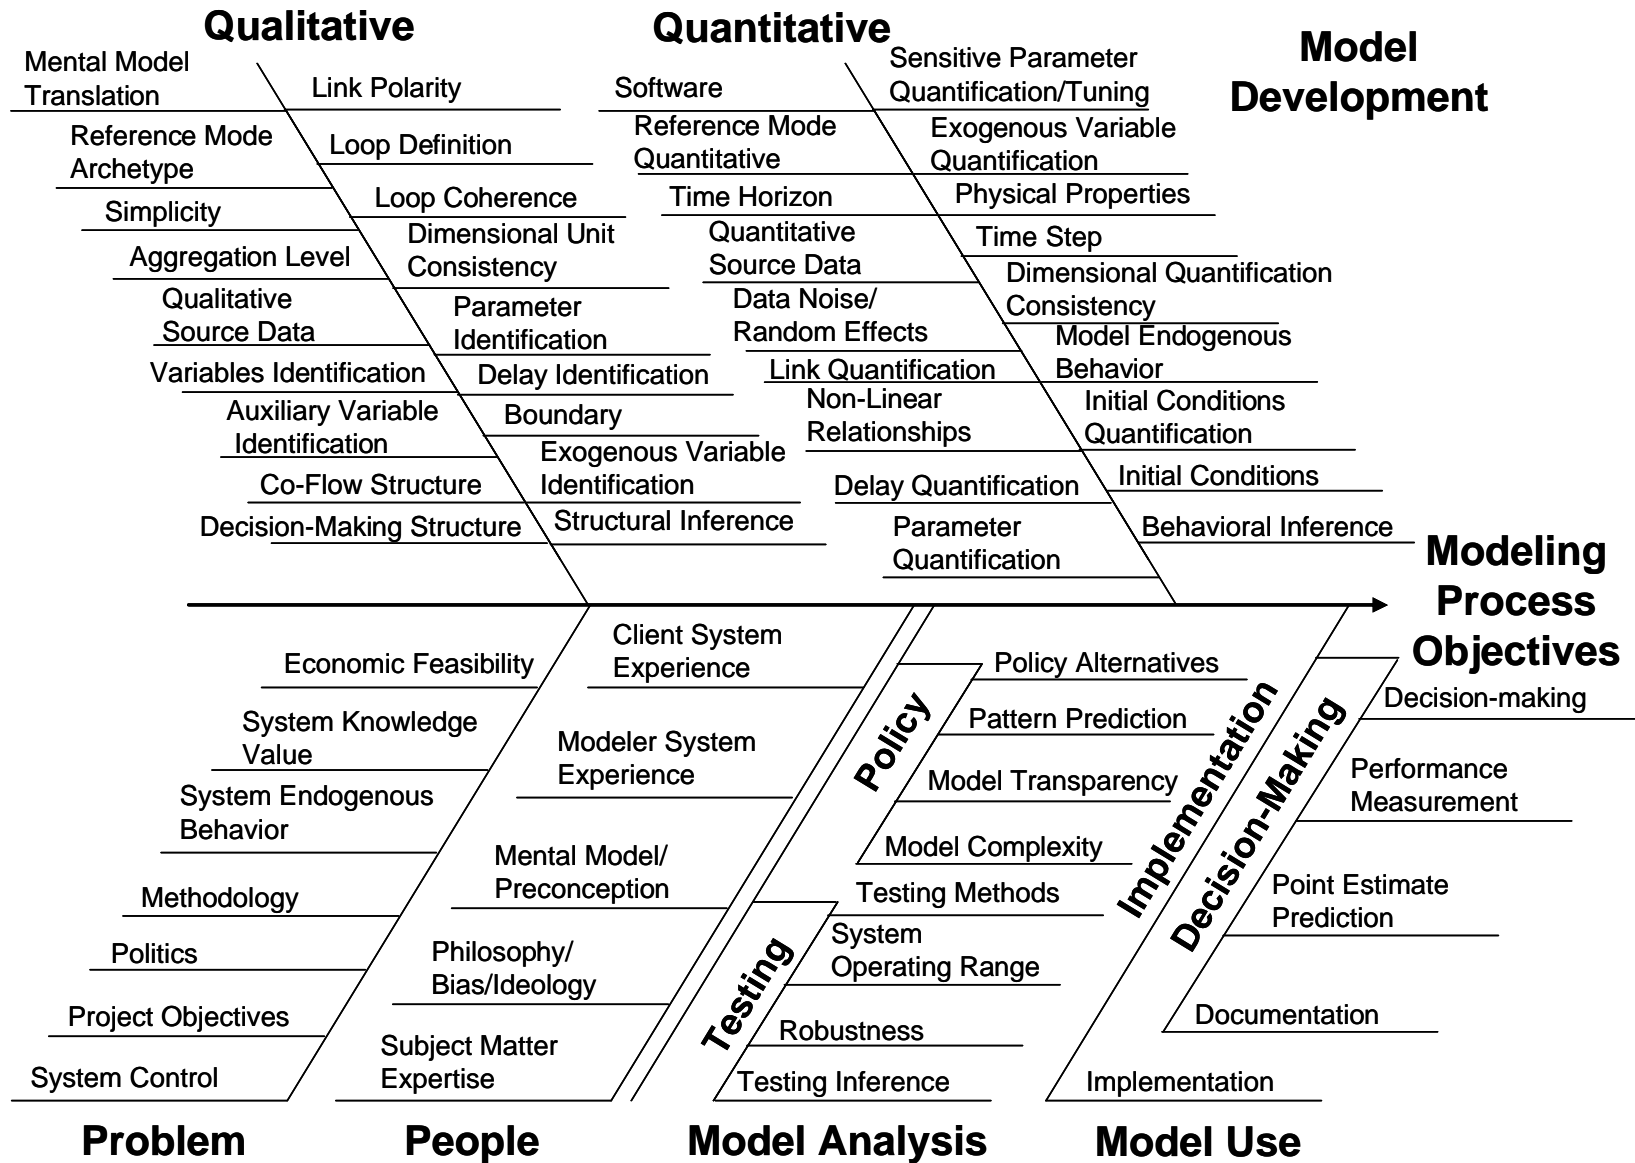 Qualitative
Quantitative
Model
Development
Mental Model
Translation
Reference Mode
Archetype
Simplicity
Aggregation Level
Qualitative
Source Data
Variables Identification
Auxiliary Variable
Identification
Co-Flow Structure
Decision-Making Structure
Link Polarity
Loop Definition
Loop Coherence
Dimensional Unit
Consistency
Parameter
Identification
Delay Identification
Boundary
Exogenous Variable
Identification
Structural Inference
Software
Reference Mode
Quantitative
Time Horizon
Quantitative
Source Data
Data Noise/
Random Effects
Link Quantification
Non-Linear
Relationships
Delay Quantification
Parameter
Quantification
Sensitive Parameter
Quantification/Tuning
Exogenous Variable
Quantification
Physical Properties
Time Step
Dimensional Quantification
Consistency
Model Endogenous
Behavior
Initial Conditions
Quantification
Initial Conditions
Behavioral Inference
Modeling
Process
Objectives
Economic Feasibility
System Knowledge
Value
System Endogenous
Behavior
Methodology
Politics
Project Objectives
System Control
Problem
Client System
Experience
Modeler System
Experience
Mental Model/
Preconception
Philosophy/
Bias/Ideology
Subject Matter
Expertise
People
Policy
Policy Alternatives
Pattern Prediction
Model Transparency
Model Complexity
Testing
Testing Methods
System
Operating Range
Robustness
Testing Inference
Model Analysis
Implementation
Decision-Making
Decision-making
Performance
Measurement
Point Estimate
Prediction
Documentation
Implementation
Model Use